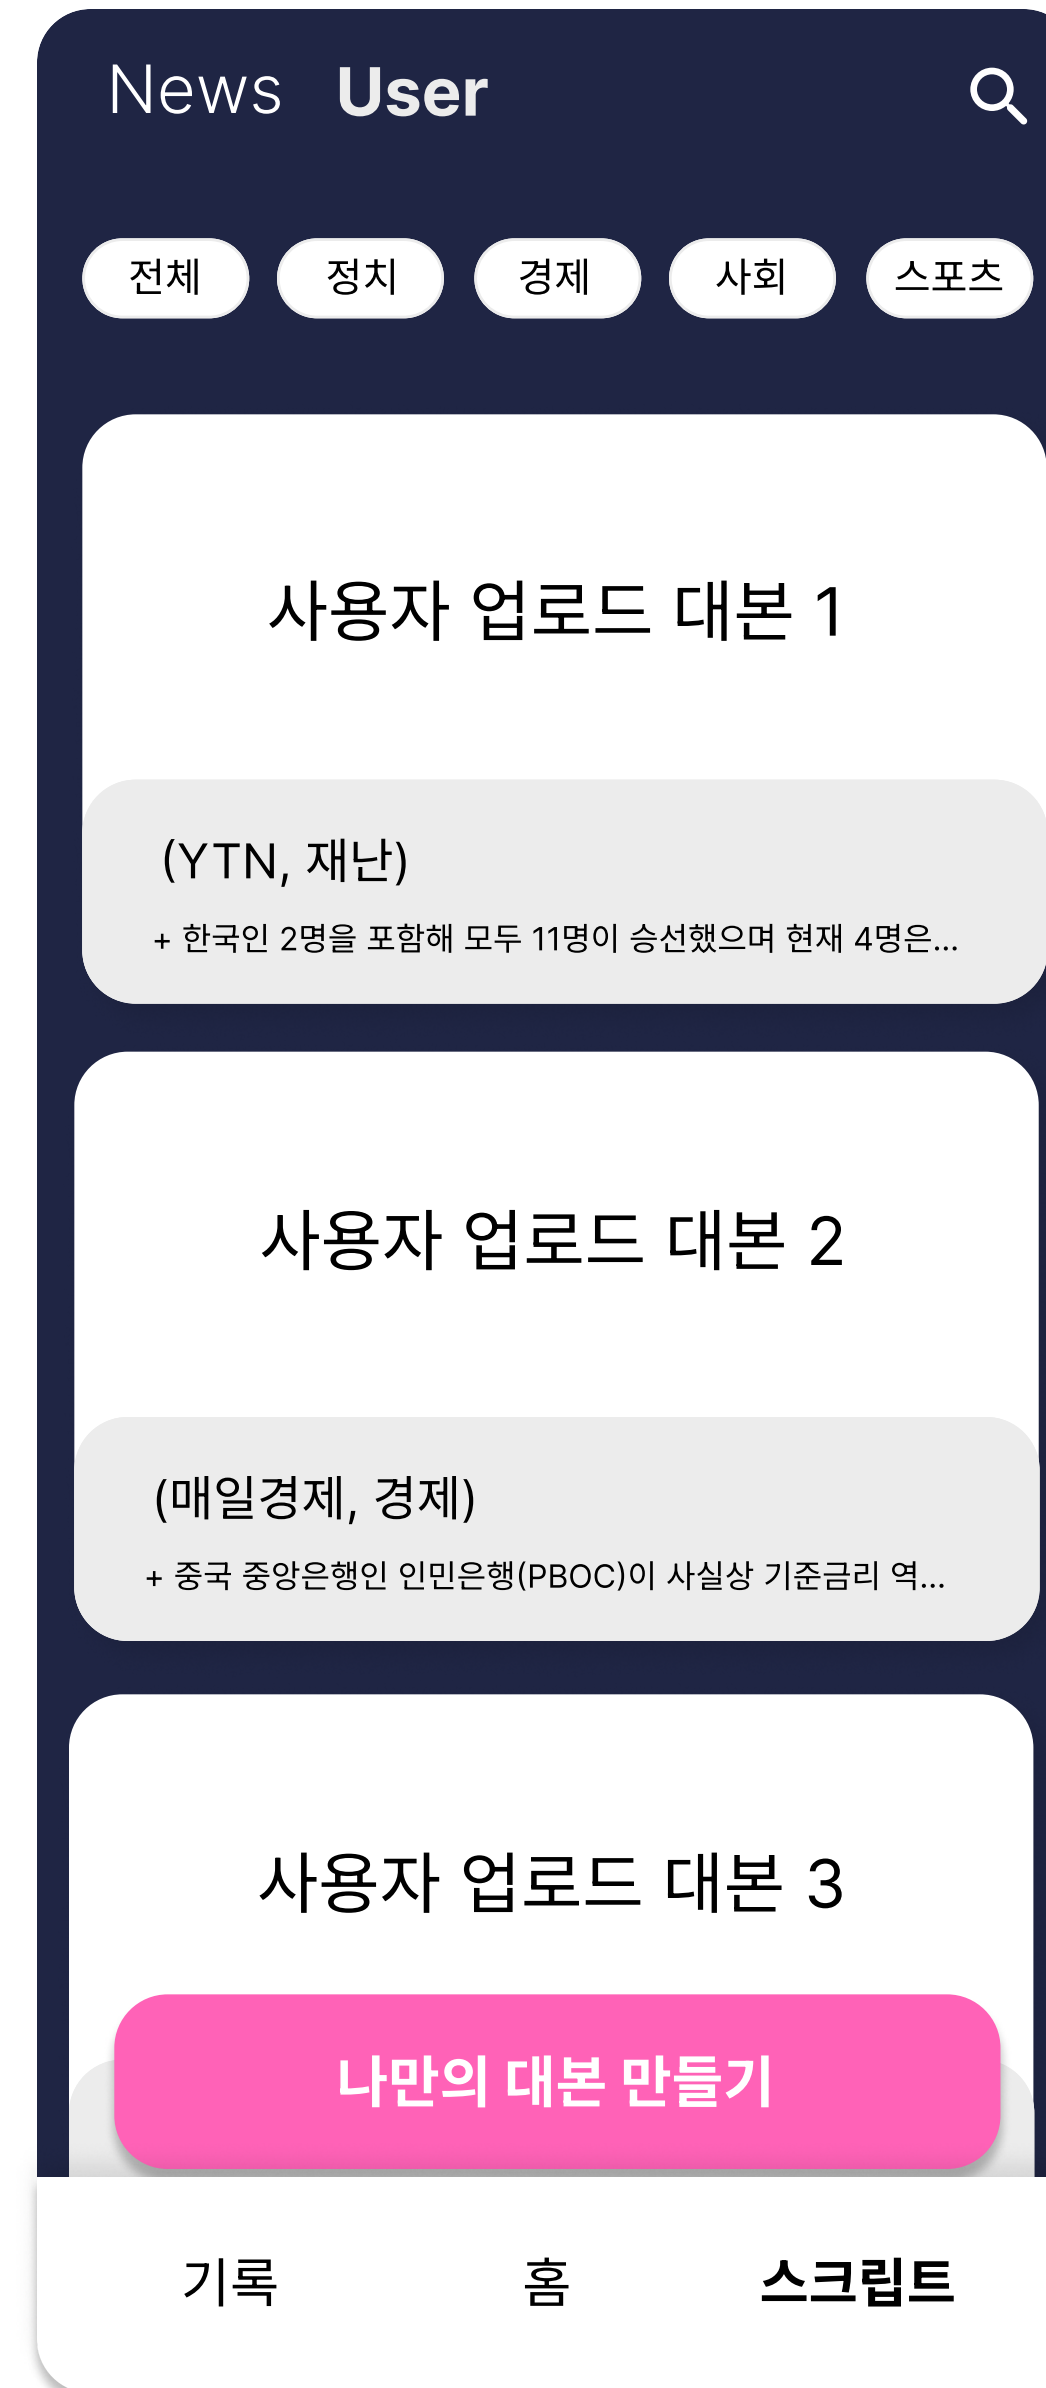 News User
전체 정치 경제 사회 스포츠
사용자 업로드 대본 1
(YTN, 재난)
+ 한국인 2명을 포함해 모두 11명이 승선했으며 현재 4명은...
사용자 업로드 대본 2
(매일경제, 경제)
+ 중국 중앙은행인 인민은행(PBOC)이 사실상 기준금리 역...
사용자 업로드 대본 3
나만의 대본 만들기
기록 홈 스크립트